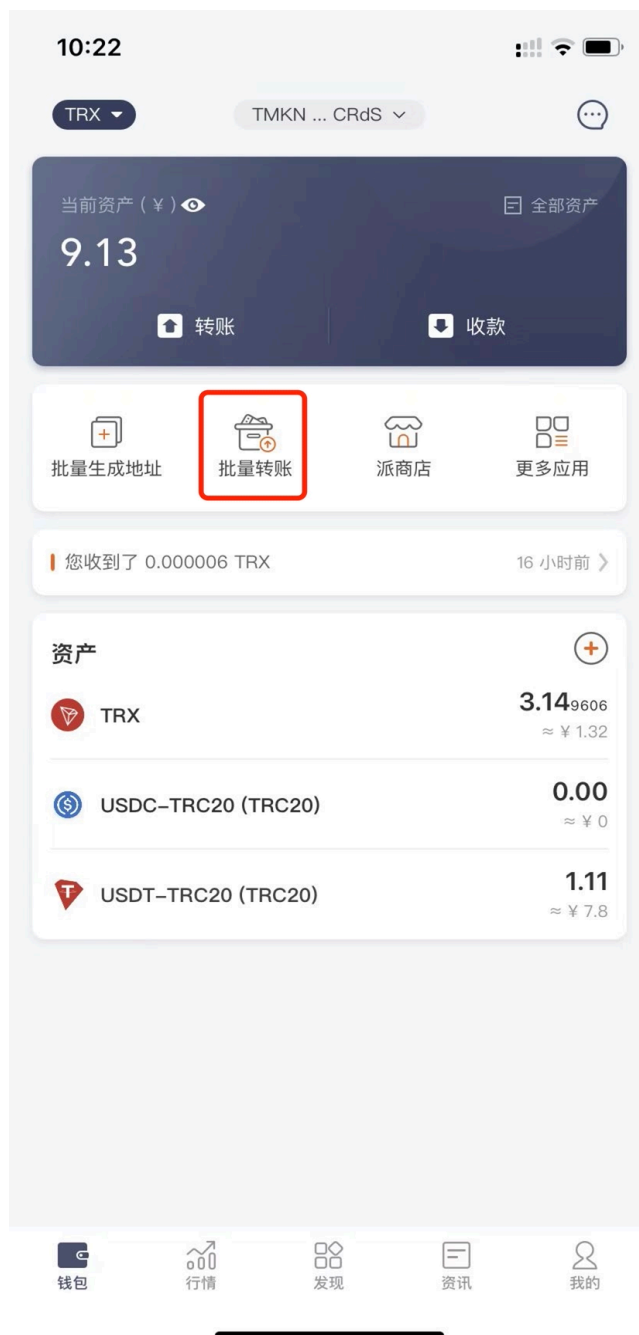 10:22
TRX
TMKN ... CRdS
当前资产 (¥)
全部资产
9.13
转账
收款
批量生成地址
批量转账
派商店
更多应用
您收到了 0.000006 TRX
16 小时前
资产
TRX
3.149606
≈ ¥ 1.32
USDC-TRC20 (TRC20)
0.00
≈ ¥ 0
USDT-TRC20 (TRC20)
1.11
≈ ¥ 7.8
钱包
行情
发现
资讯
我的